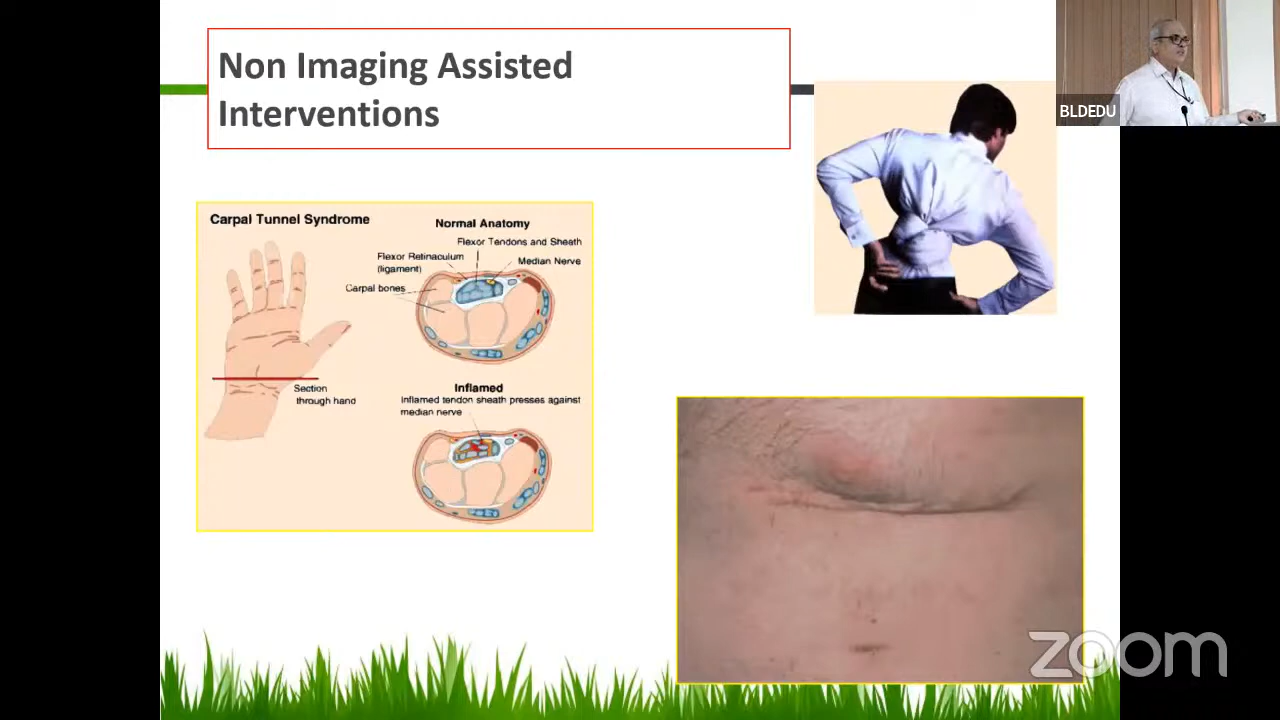 Non Imaging Assisted
Interventions
BLDEDU
Carpal Tunnel Syndrome
Normal Anatomy
Flexor Tendons and Sheath
Flexor Retinaculum
(ligament)
Median Nerve
Carpal bones
Section
through hand
Inflamed
Inflamed tendon sheath presses against
median nerve
zoom